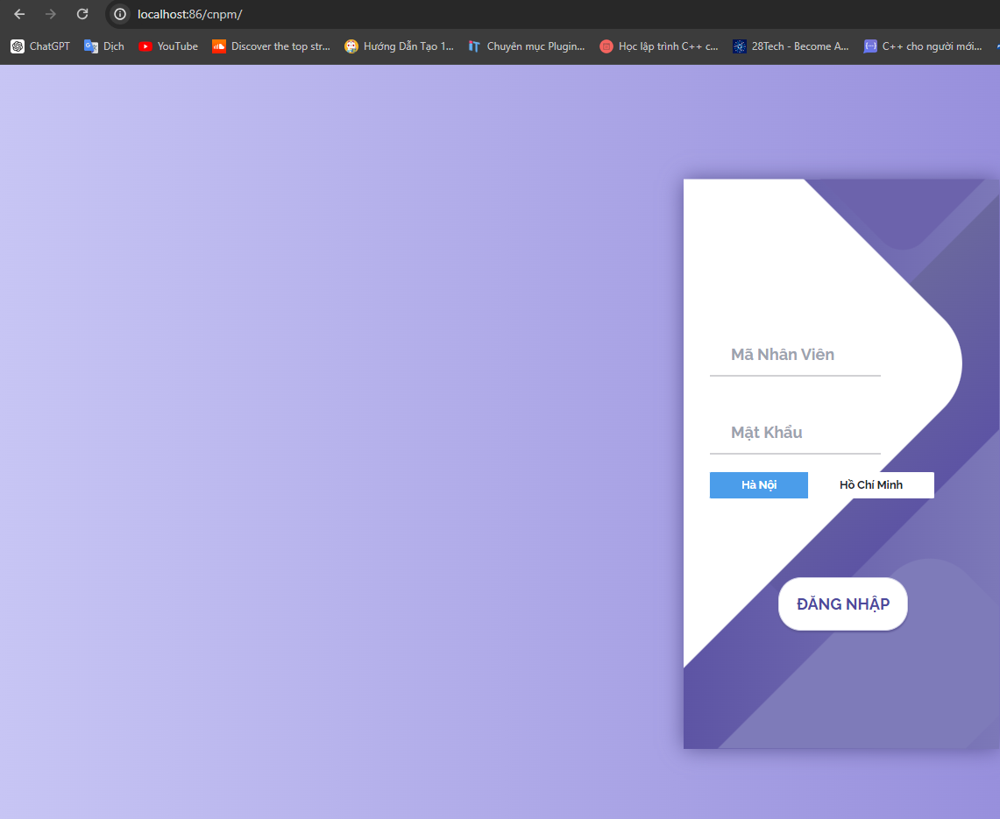 localhost:86/cnpm/
ChatGPT Dịch YouTube Discover the top str... Hướng Dẫn Tạo 1... Chuyên mục Plugin... Học lập trình C++ c... 28Tech - Become A... C++ cho người mới...
Mã Nhân Viên
Mật Khẩu
Hà Nội Hồ Chí Minh
ĐĂNG NHẬP